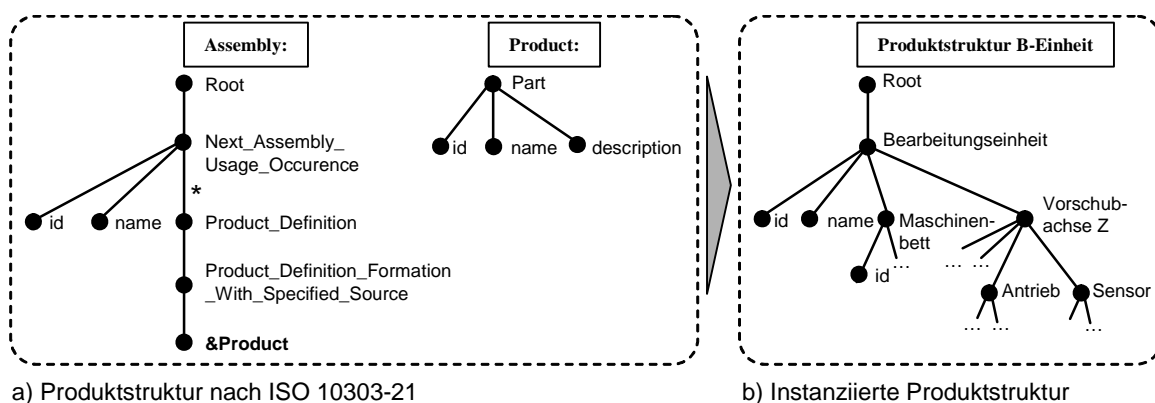 Assembly:
Root
Next_Assembly_
Usage_Occurence
*
id
name
Product_Definition
Product_Definition_Formation
_With_Specified_Source
&Product
Product:
Part
id
name
description
a) Produktstruktur nach ISO 10303-21
Produktstruktur B-Einheit
Root
Bearbeitungseinheit
id
name
Maschinen-
bett
Vorschub-
achse Z
...
... ...
id
Antrieb
Sensor
... ...
...
b) Instanziierte Produktstruktur